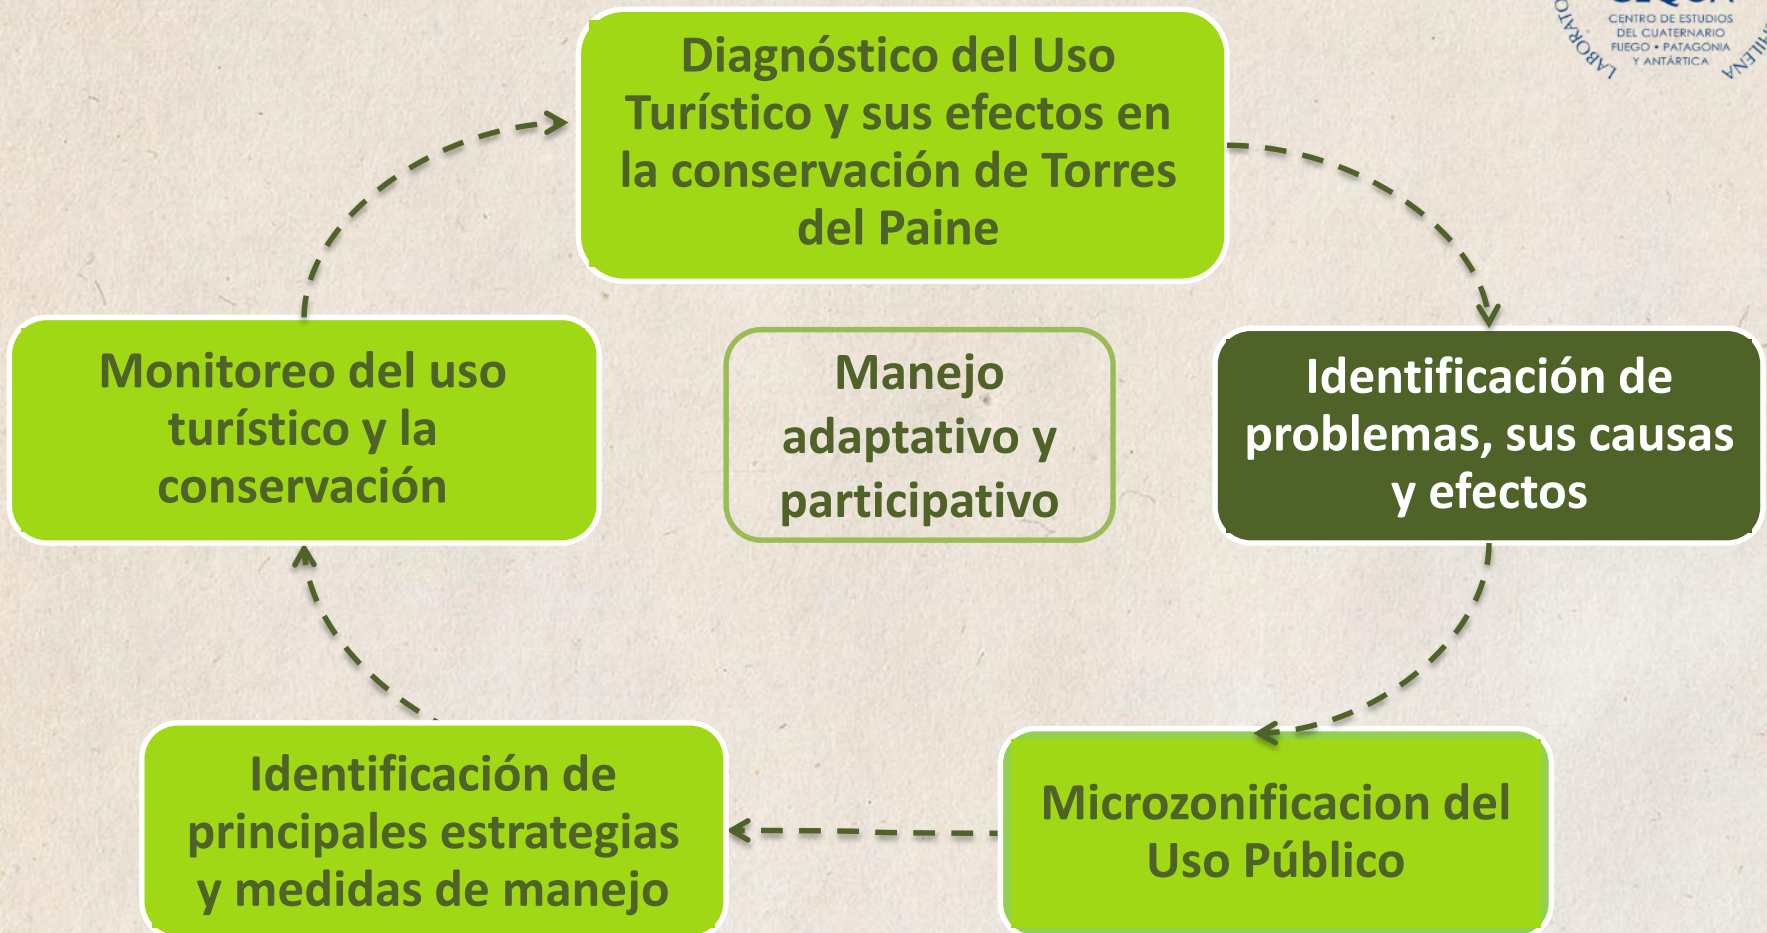 CENTRO DE ESTUDIOS
DEL CUATERNARIO
FUEGO • PATAGONIA
Y ANTÁRTICA
Diagnóstico del Uso
Turístico y sus efectos en
la conservación de Torres
del Paine
Monitoreo del uso
turístico y la
conservación
Manejo
adaptativo y
participativo
Identificación de
problemas, sus causas
y efectos
Identificación de
principales estrategias
y medidas de manejo
Microzonificacion del
Uso Público